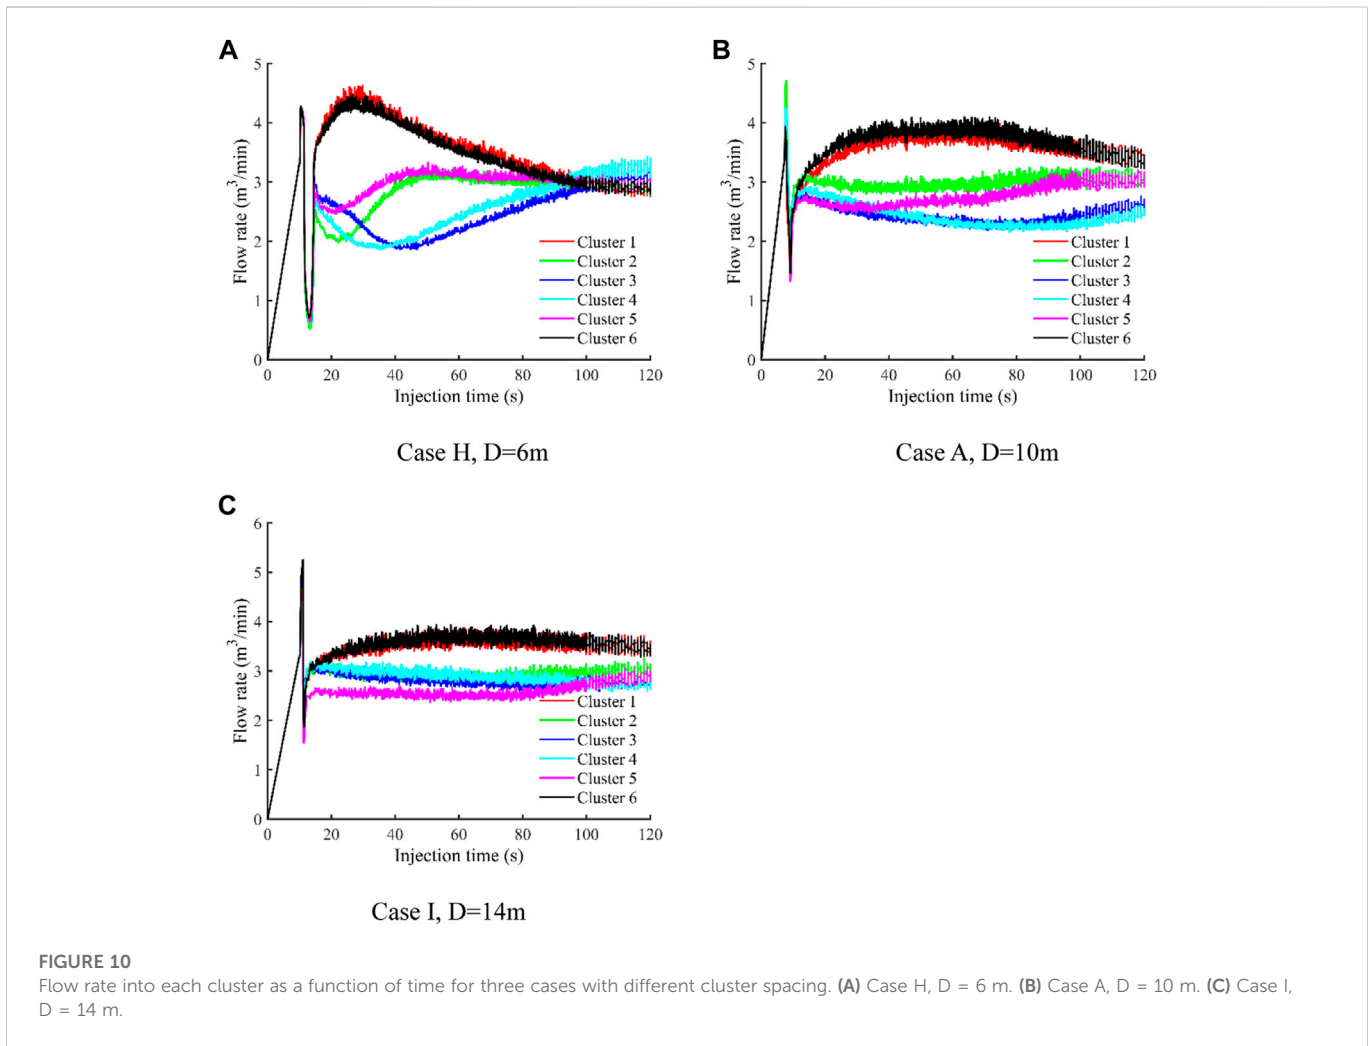 A
5
4
3
2
1
0
Flow rate (m³/min)
Cluster 1
Cluster 2
Cluster 3
Cluster 4
Cluster 5
Cluster 6
0 20 40 60 80 100 120
Injection time (s)
Case H, D=6m
B
5
4
3
2
1
0
Flow rate (m³/min)
Cluster 1
Cluster 2
Cluster 3
Cluster 4
Cluster 5
Cluster 6
0 20 40 60 80 100 120
Injection time (s)
Case A, D=10m
C
6
5
4
3
2
1
0
Flow rate (m³/min)
Cluster 1
Cluster 2
Cluster 3
Cluster 4
Cluster 5
Cluster 6
0 20 40 60 80 100 120
Injection time (s)
Case I, D=14m
FIGURE 10
Flow rate into each cluster as a function of time for three cases with different cluster spacing. (A) Case H, D = 6 m. (B) Case A, D = 10 m. (C) Case I,
D = 14 m.